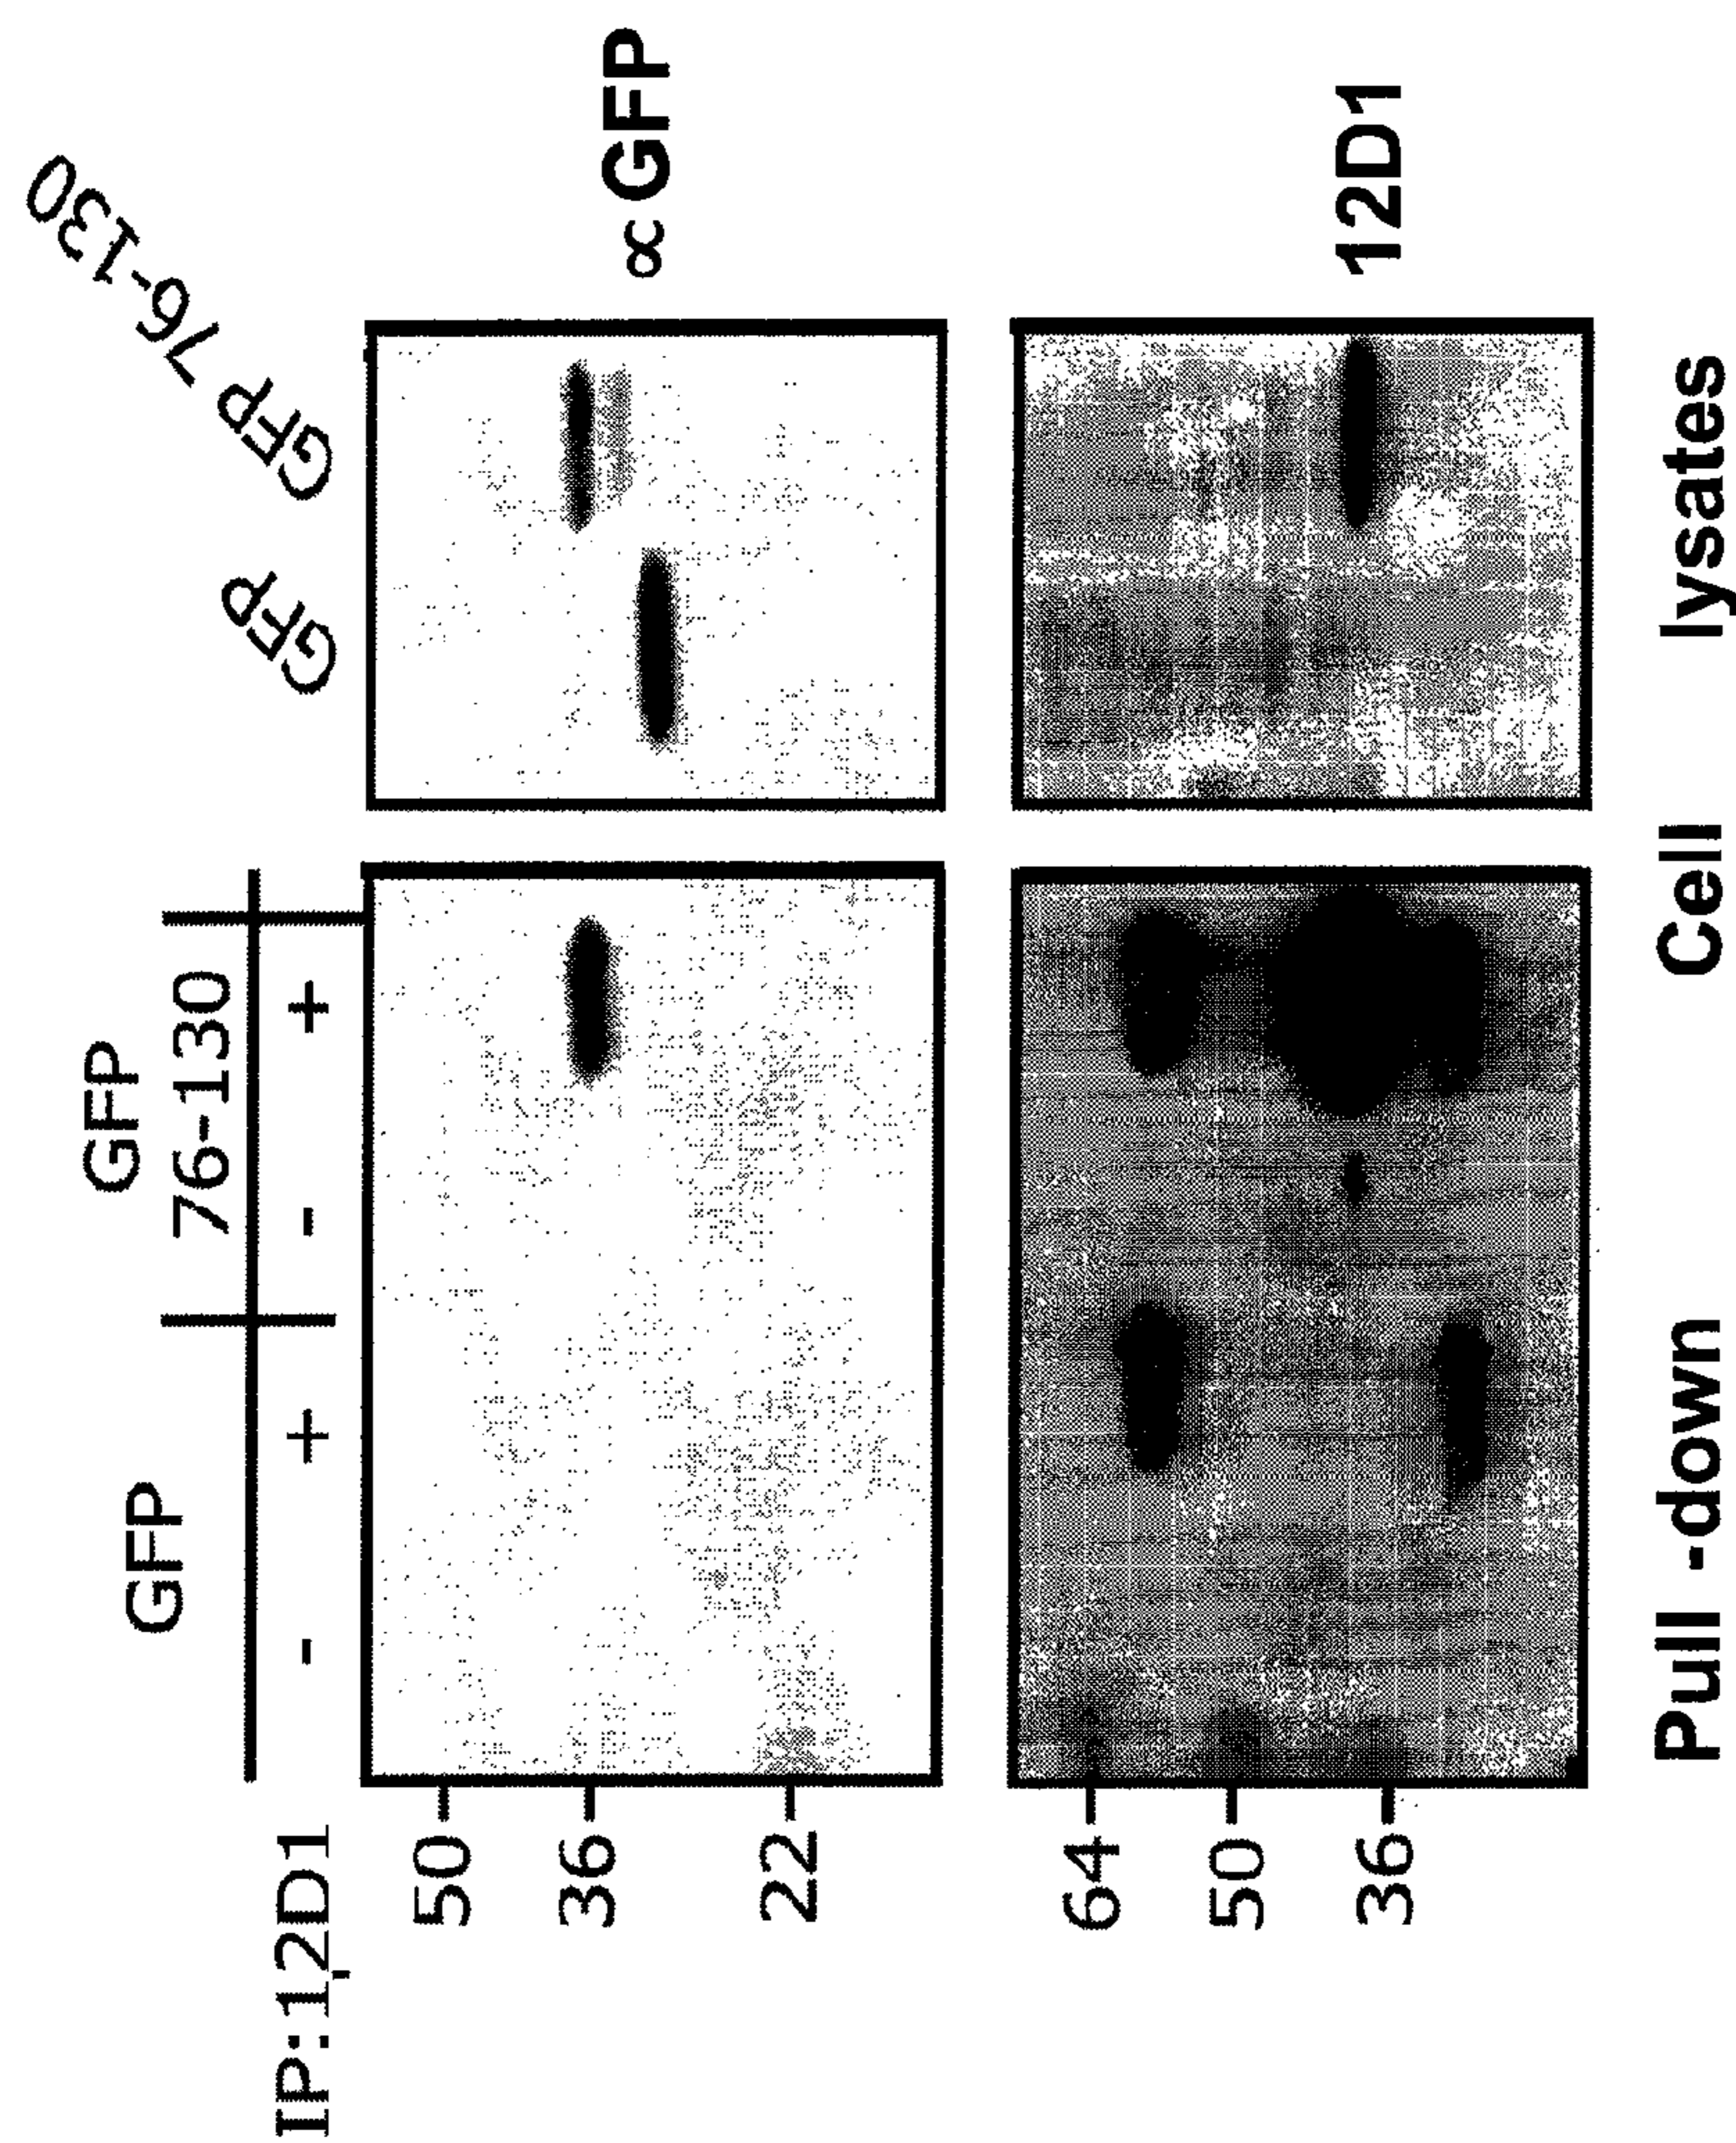 GFP 76-130
GFP
GFP
76-130
GFP
IP:12D1
- + - +
50
36
22
∝ GFP
64
50
36
12D1
Pull -down
Cell lysates